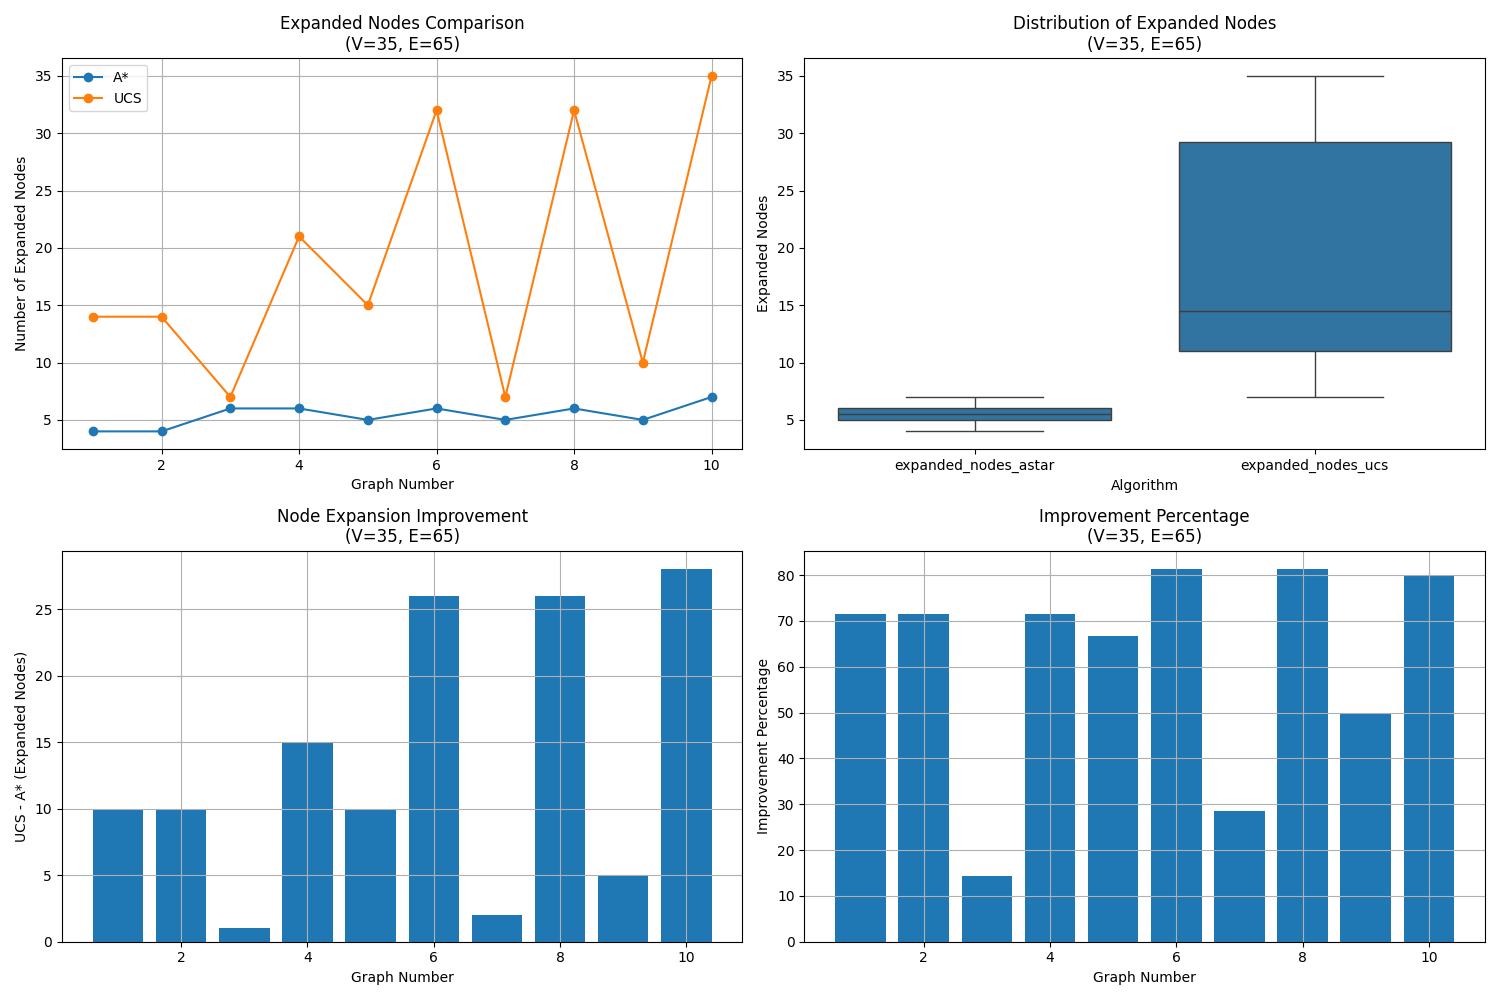 Expanded Nodes Comparison
(V=35, E=65)
Number of Expanded Nodes
35
30
25
20
15
10
5
A*
UCS
2 4 6 8 10
Graph Number
Distribution of Expanded Nodes
(V=35, E=65)
Expanded Nodes
35
30
25
20
15
10
5
expanded_nodes_astar expanded_nodes_ucs
Algorithm
Node Expansion Improvement
(V=35, E=65)
UCS - A* (Expanded Nodes)
25
20
15
10
5
0
2 4 6 8 10
Graph Number
Improvement Percentage
(V=35, E=65)
Improvement Percentage
80
70
60
50
40
30
20
10
0
2 4 6 8 10
Graph Number